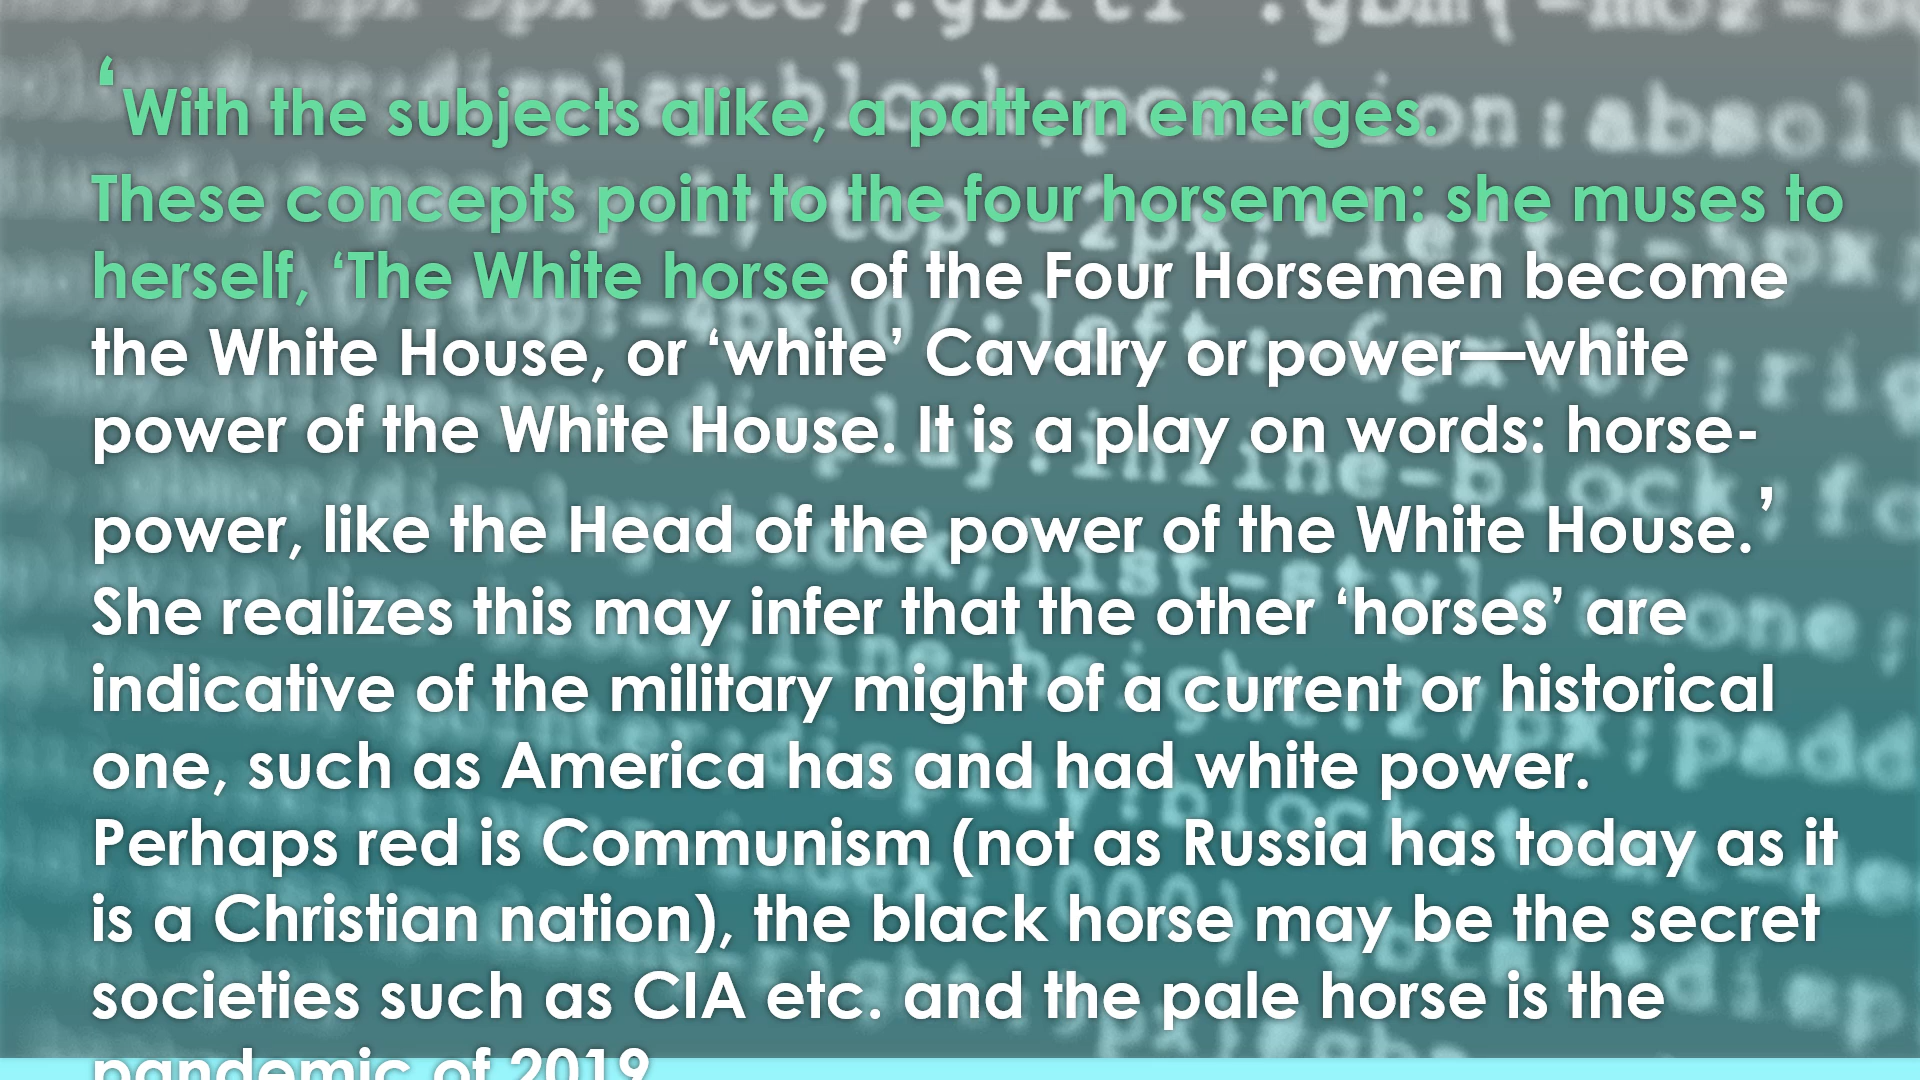 ‘With the subjects alike, a pattern emerges.
These concepts point to the four horsemen: she muses to
herself, ‘The White horse of the Four Horsemen become
the White House, or ‘white’ Cavalry or power—white
power of the White House. It is a play on words: horse-
power, like the Head of the power of the White House.’
She realizes this may infer that the other ‘horses’ are
indicative of the military might of a current or historical
one, such as America has and had white power.
Perhaps red is Communism (not as Russia has today as it
is a Christian nation), the black horse may be the secret
societies such as CIA etc. and the pale horse is the
pandemic of 2019